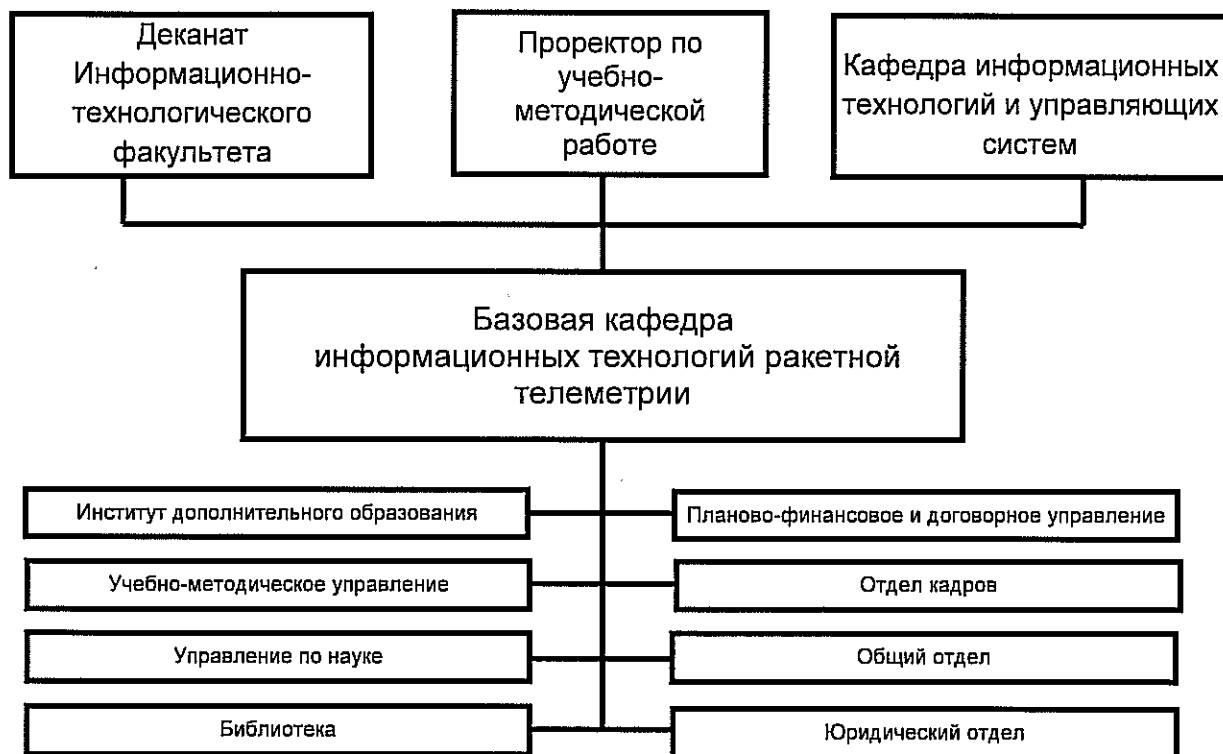 Деканат
Информационно-
технологического
факультета
Проректор по
учебно-
методической
работе
Кафедра информационных
технологий и управляющих
систем
Базовая кафедра
информационных технологий ракетной
телеметрии
Институт дополнительного образования
Планово-финансовое и договорное управление
Учебно-методическое управление
Отдел кадров
Управление по науке
Общий отдел
Библиотека
Юридический отдел